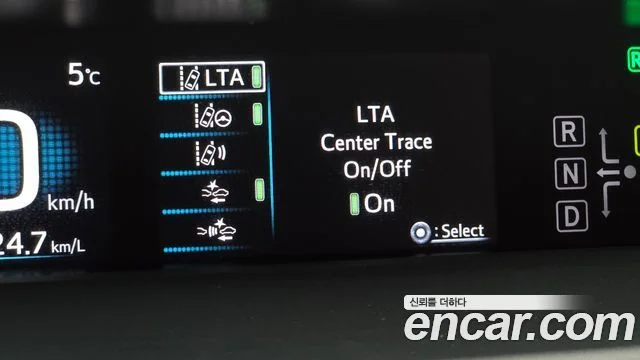 5°C
LTA
0
km/h
24.7 km/L
LTA
Center Trace
On/Off
On
: Select
R
N
D
R
신뢰를 더하다
encar.com